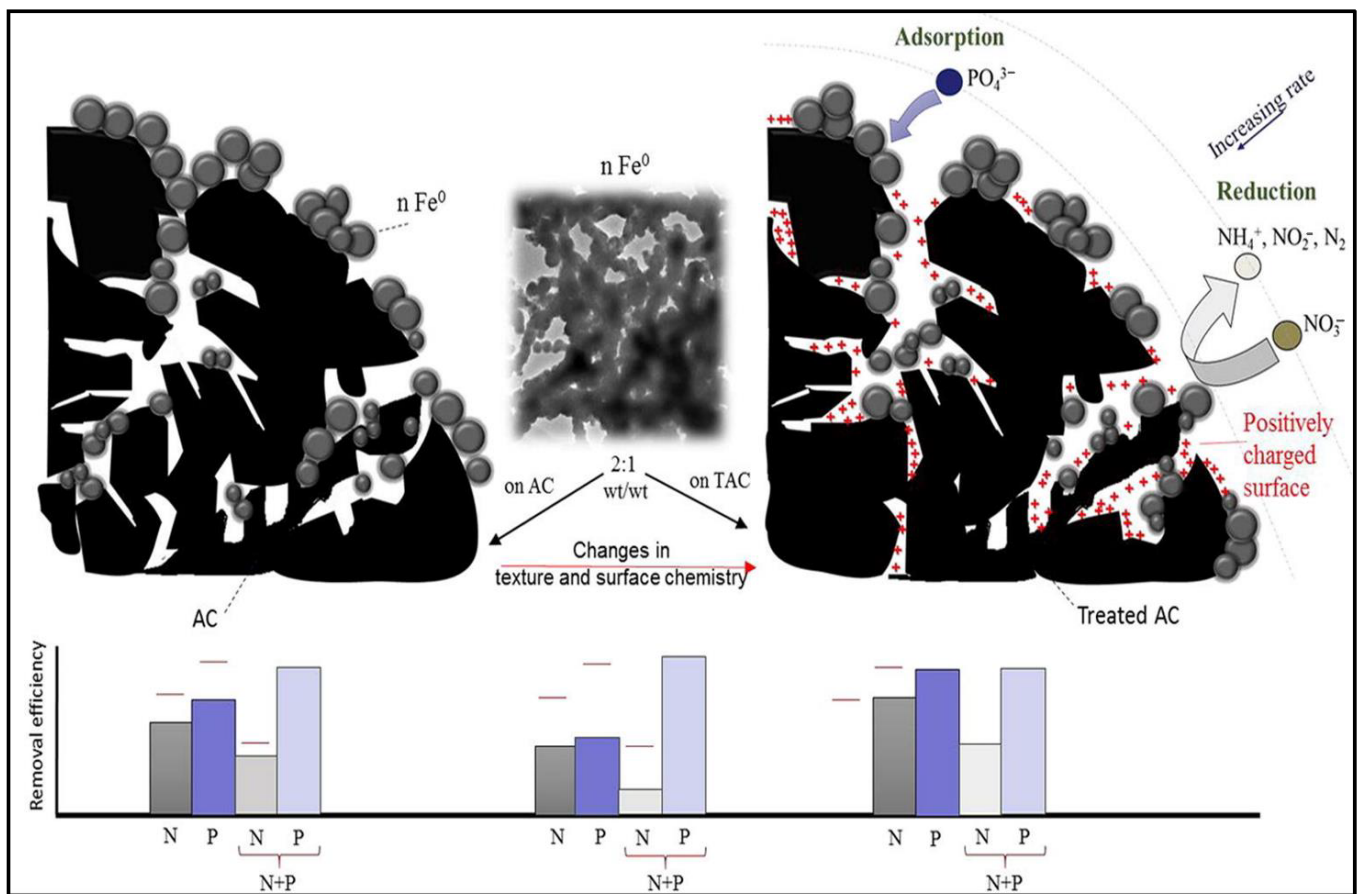 Adsorption
PO₄³⁻
Increasing rate
n Fe⁰
n Fe⁰
Reduction
NH₄⁺, NO₂⁻, N₂
NO₃⁻
Positively
charged
surface
2:1
wt/wt
on AC
on TAC
Changes in
texture and surface chemistry
AC
Treated AC
Removal efficiency
N P N P
N+P
N P N P
N+P
N P N P
N+P